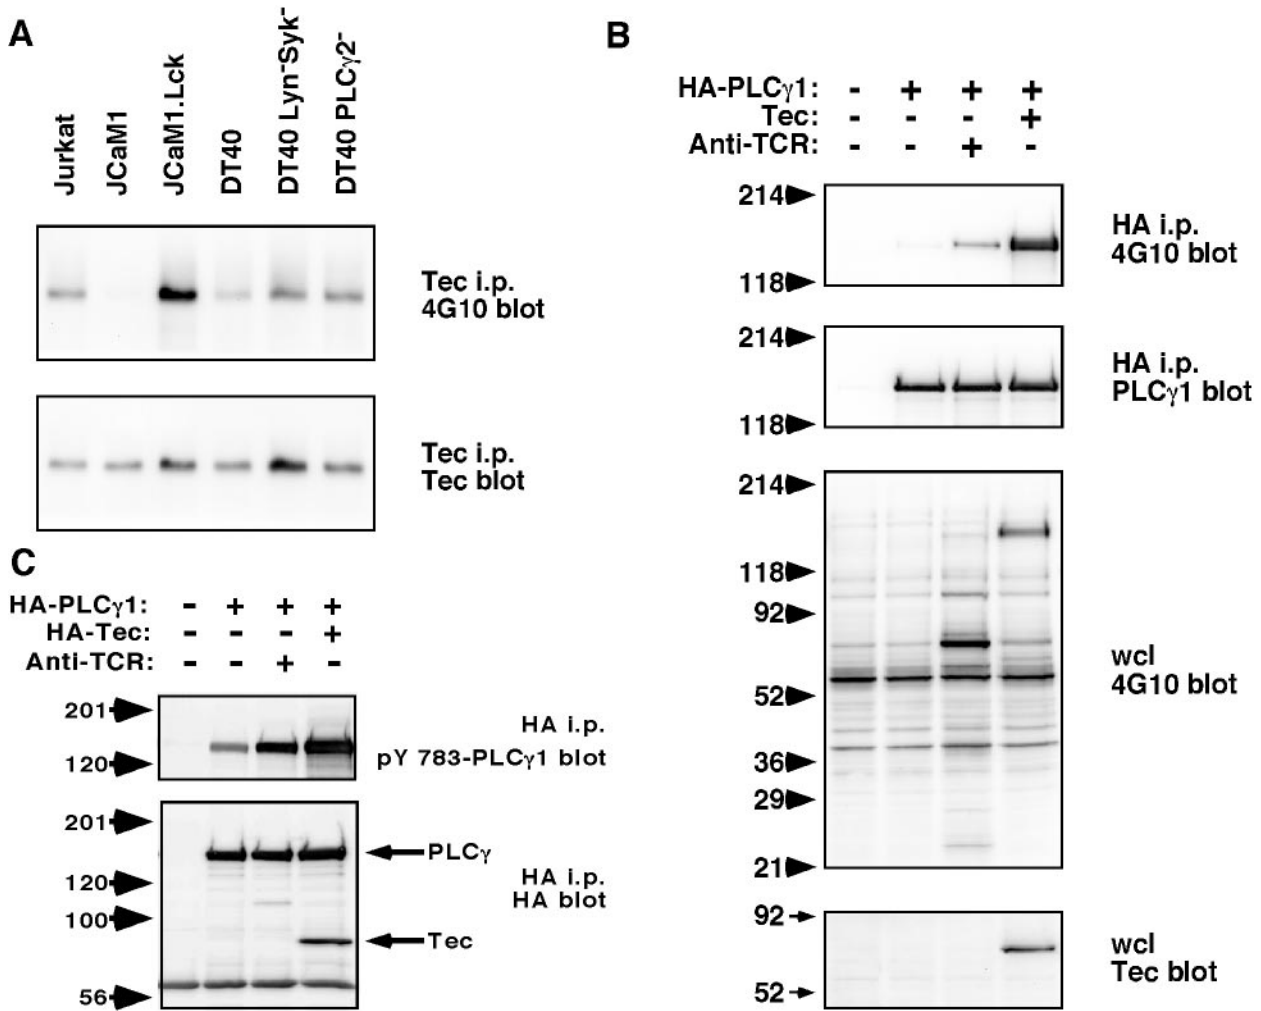 A
Jurkat
JCaM1
JCaM1.Lck
DT40
DT40 Lyn-Syk-
DT40 PLCγ2-
Tec i.p.
4G10 blot
Tec i.p.
Tec blot
B
HA-PLCγ1: - + + +
Tec: - - - +
Anti-TCR: - - + -
214
118
HA i.p.
4G10 blot
214
118
HA i.p.
PLCγ1 blot
214
118
92
52
36
29
21
wcl
4G10 blot
92
52
wcl
Tec blot
C
HA-PLCγ1: - + + +
HA-Tec: - - - +
Anti-TCR: - - + -
201
120
HA i.p.
pY 783-PLCγ1 blot
201
120
100
56
PLCγ
HA i.p.
HA blot
Tec